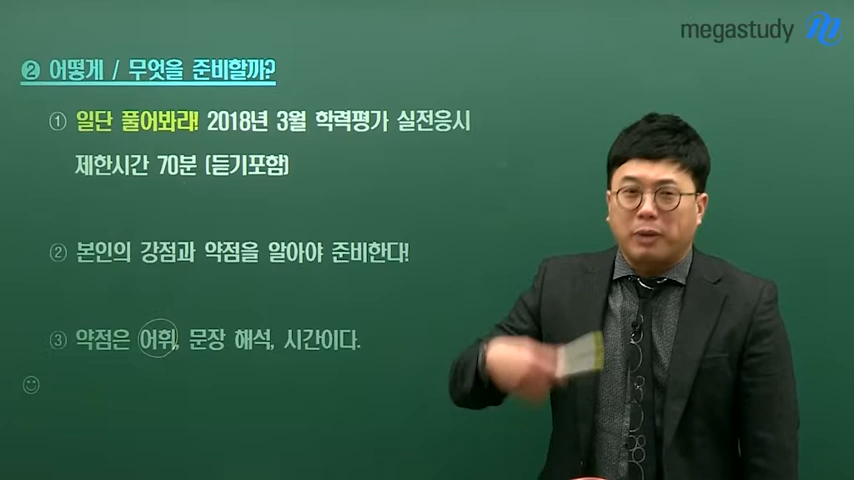 megastudy
❷ 어떻게 / 무엇을 준비할까?
① 일단 풀어봐라! 2018년 3월 학력평가 실전응시
제한시간 70분 (듣기포함)
② 본인의 강점과 약점을 알아야 준비한다!
③ 약점은 어휘, 문장 해석, 시간이다.